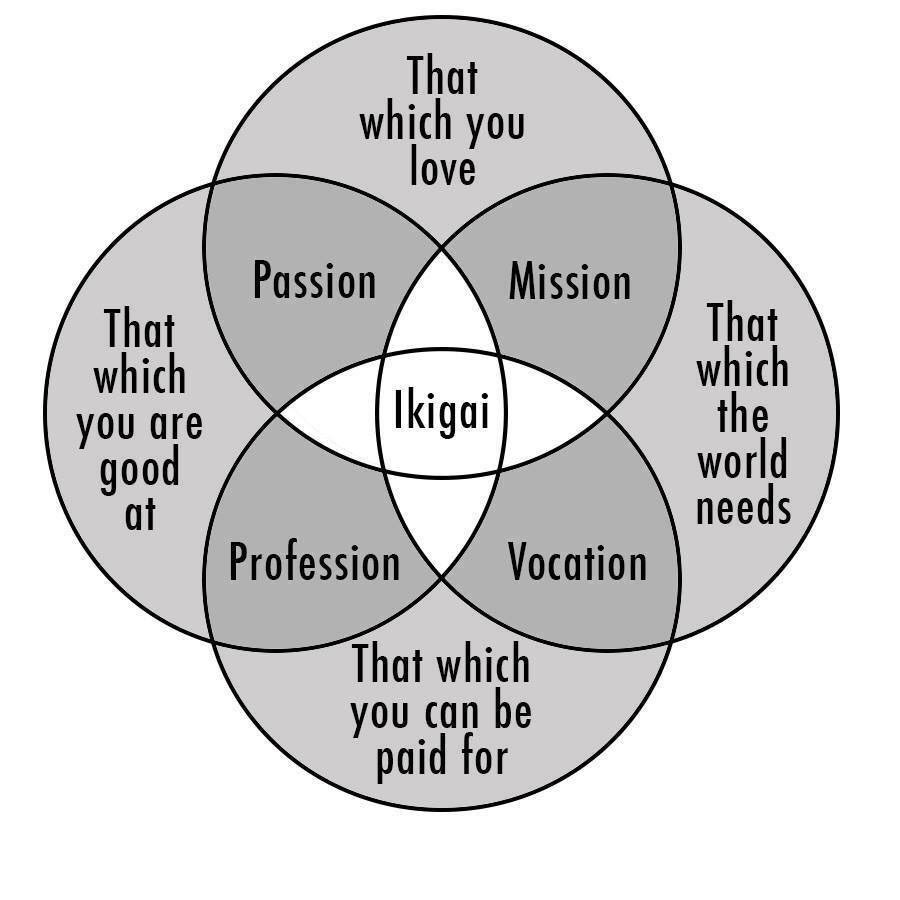 That
which you
love
Passion
Mission
That
which
you are
good
at
Ikigai
That
which
the
world
needs
Profession
Vocation
That which
you can be
paid for